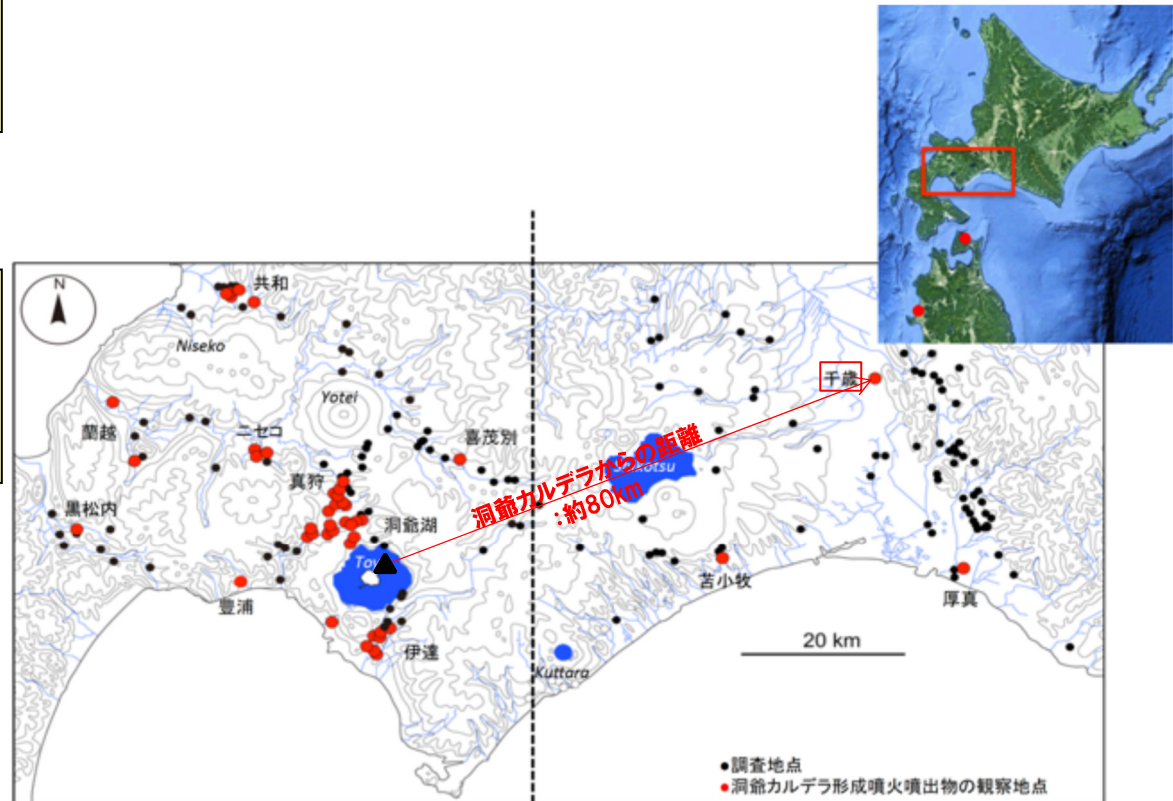 N
共和
Niseko
Yotei
千歳
蘭越
ニセコ
喜茂別
真狩
洞爺カルデラからの距離
:約80km
黒松内
洞爺湖
豊浦
苫小牧
厚真
伊達
Kuttara
20 km
●調査地点
●洞爺カルデラ形成噴火噴出物の観察地点